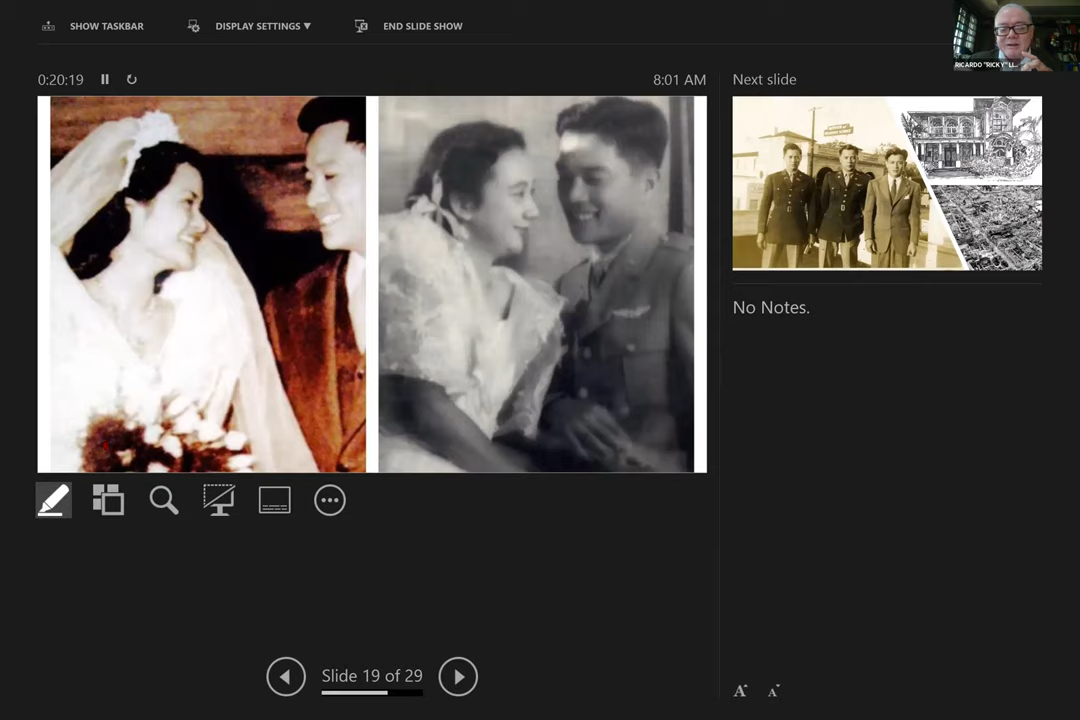 SHOW TASKBAR
DISPLAY SETTINGS ▼
END SLIDE SHOW
RICARDO "RICKY" LI...
0:20:19
8:01 AM
Next slide
No Notes.
Slide 19 of 29
A A